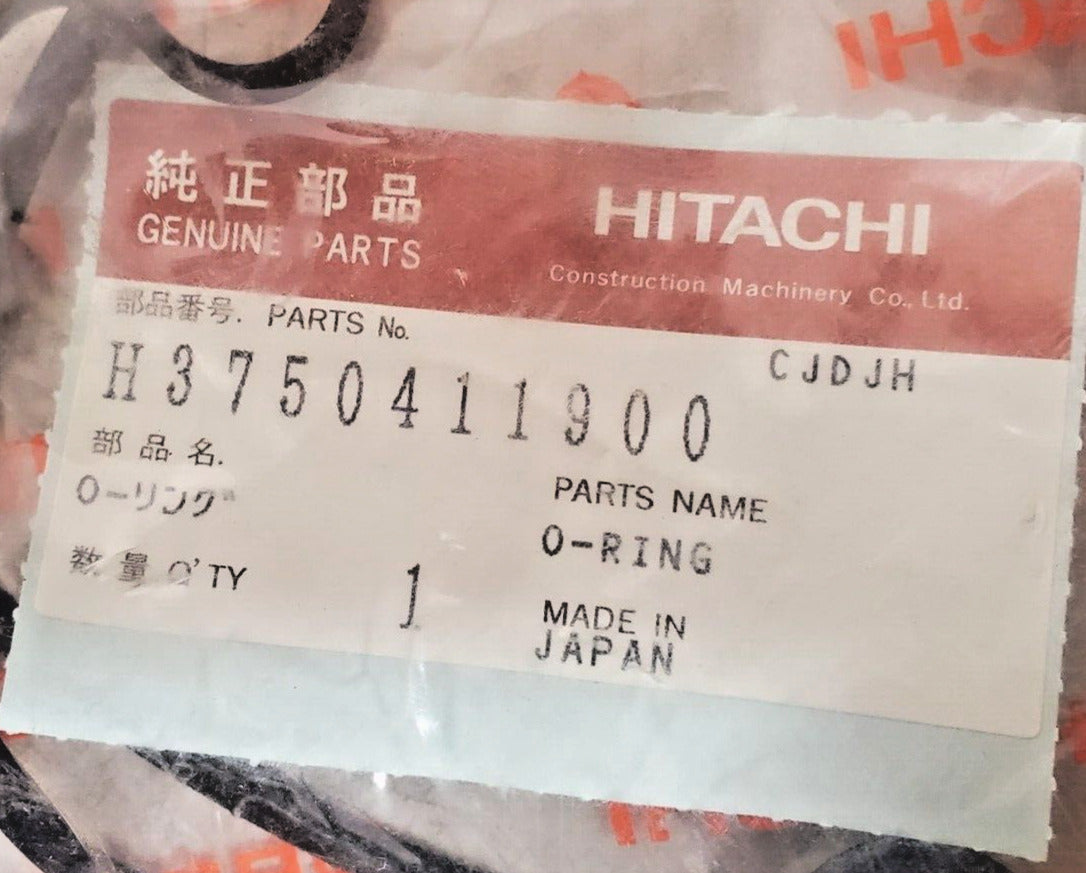 純正部品
GENUINE PARTS
HITACHI
Construction Machinery Co., Ltd.
部品番号. PARTS No.
CJDJH
H3750411900
部品名.
O-リング
PARTS NAME
O-RING
数量 Q'TY
1
MADE IN
JAPAN